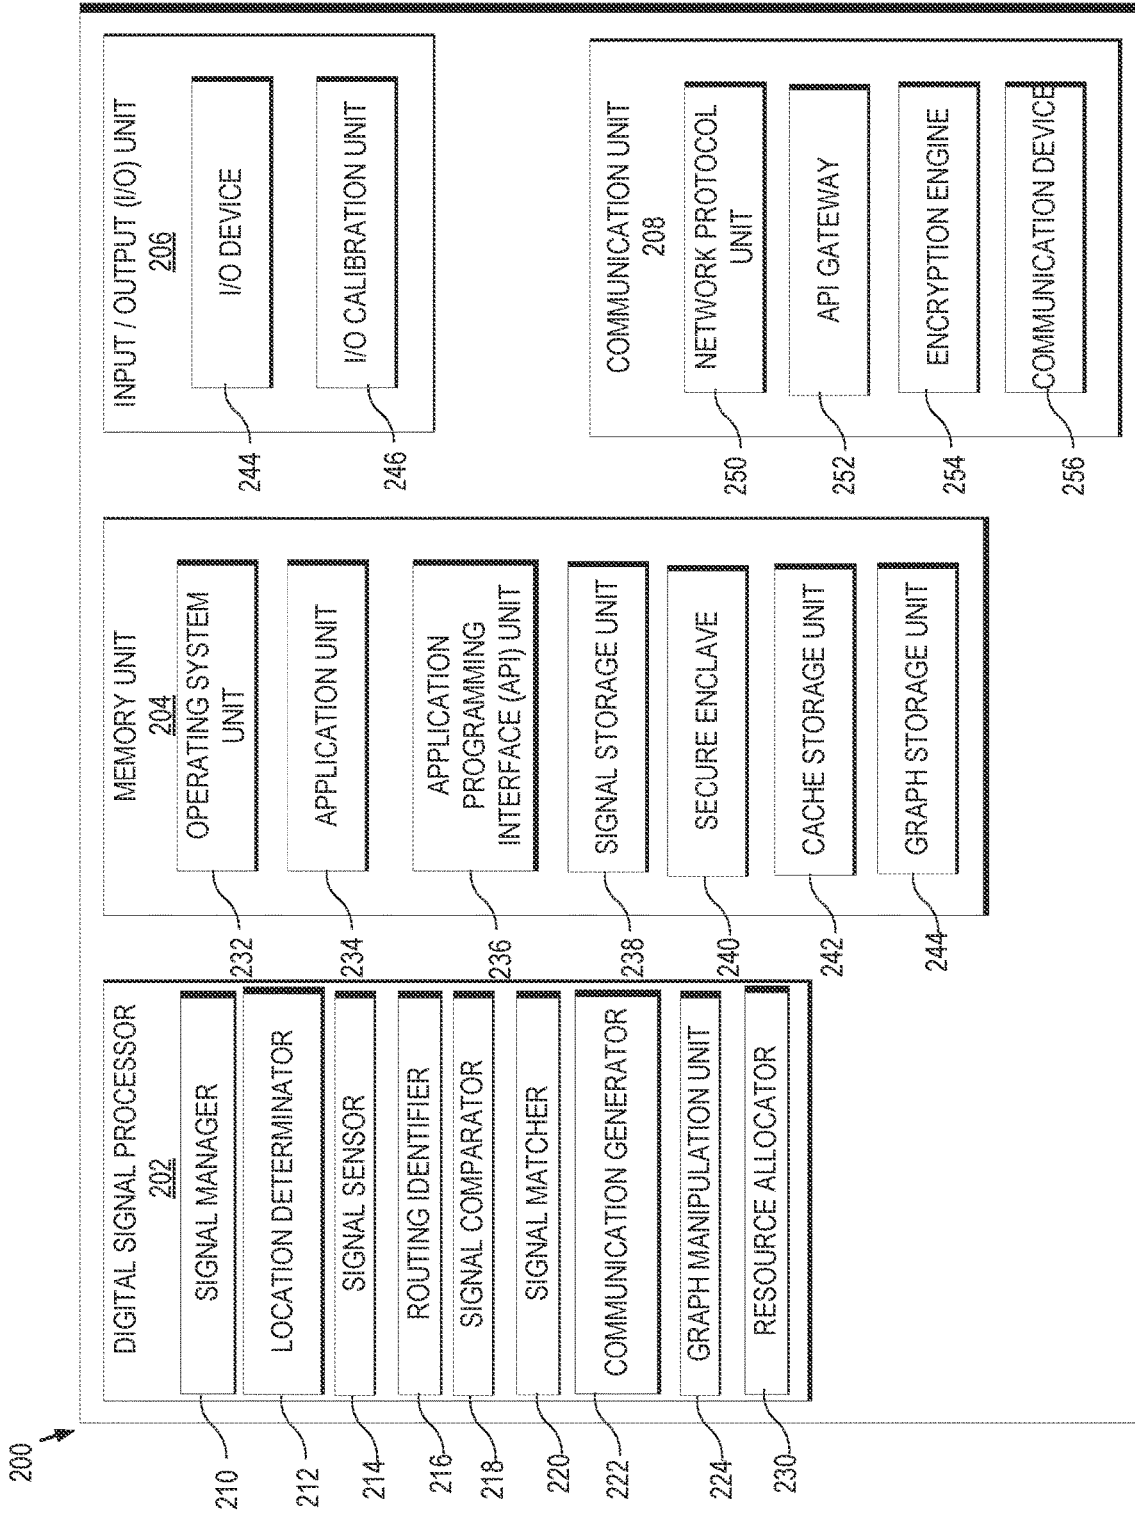 200
DIGITAL SIGNAL PROCESSOR
202
SIGNAL MANAGER
210
LOCATION DETERMINATOR
212
SIGNAL SENSOR
214
ROUTING IDENTIFIER
216
SIGNAL COMPARATOR
218
SIGNAL MATCHER
220
COMMUNICATION GENERATOR
222
GRAPH MANIPULATION UNIT
224
RESOURCE ALLOCATOR
230
MEMORY UNIT
204
OPERATING SYSTEM
UNIT
232
APPLICATION UNIT
234
APPLICATION
PROGRAMMING
INTERFACE (API) UNIT
236
SIGNAL STORAGE UNIT
238
SECURE ENCLAVE
240
CACHE STORAGE UNIT
242
GRAPH STORAGE UNIT
244
INPUT / OUTPUT (I/O) UNIT
206
I/O DEVICE
244
I/O CALIBRATION UNIT
246
COMMUNICATION UNIT
208
NETWORK PROTOCOL
UNIT
250
API GATEWAY
252
ENCRYPTION ENGINE
254
COMMUNICATION DEVICE
256